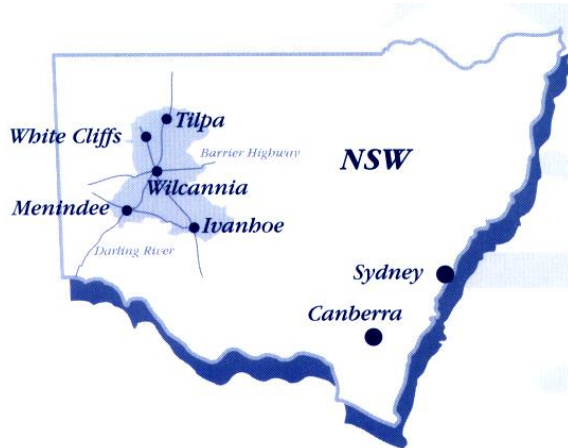 Tilpa
White Cliffs
Barrier Highway
NSW
Wilcannia
Menindee
Ivanhoe
Darling River
Sydney
Canberra